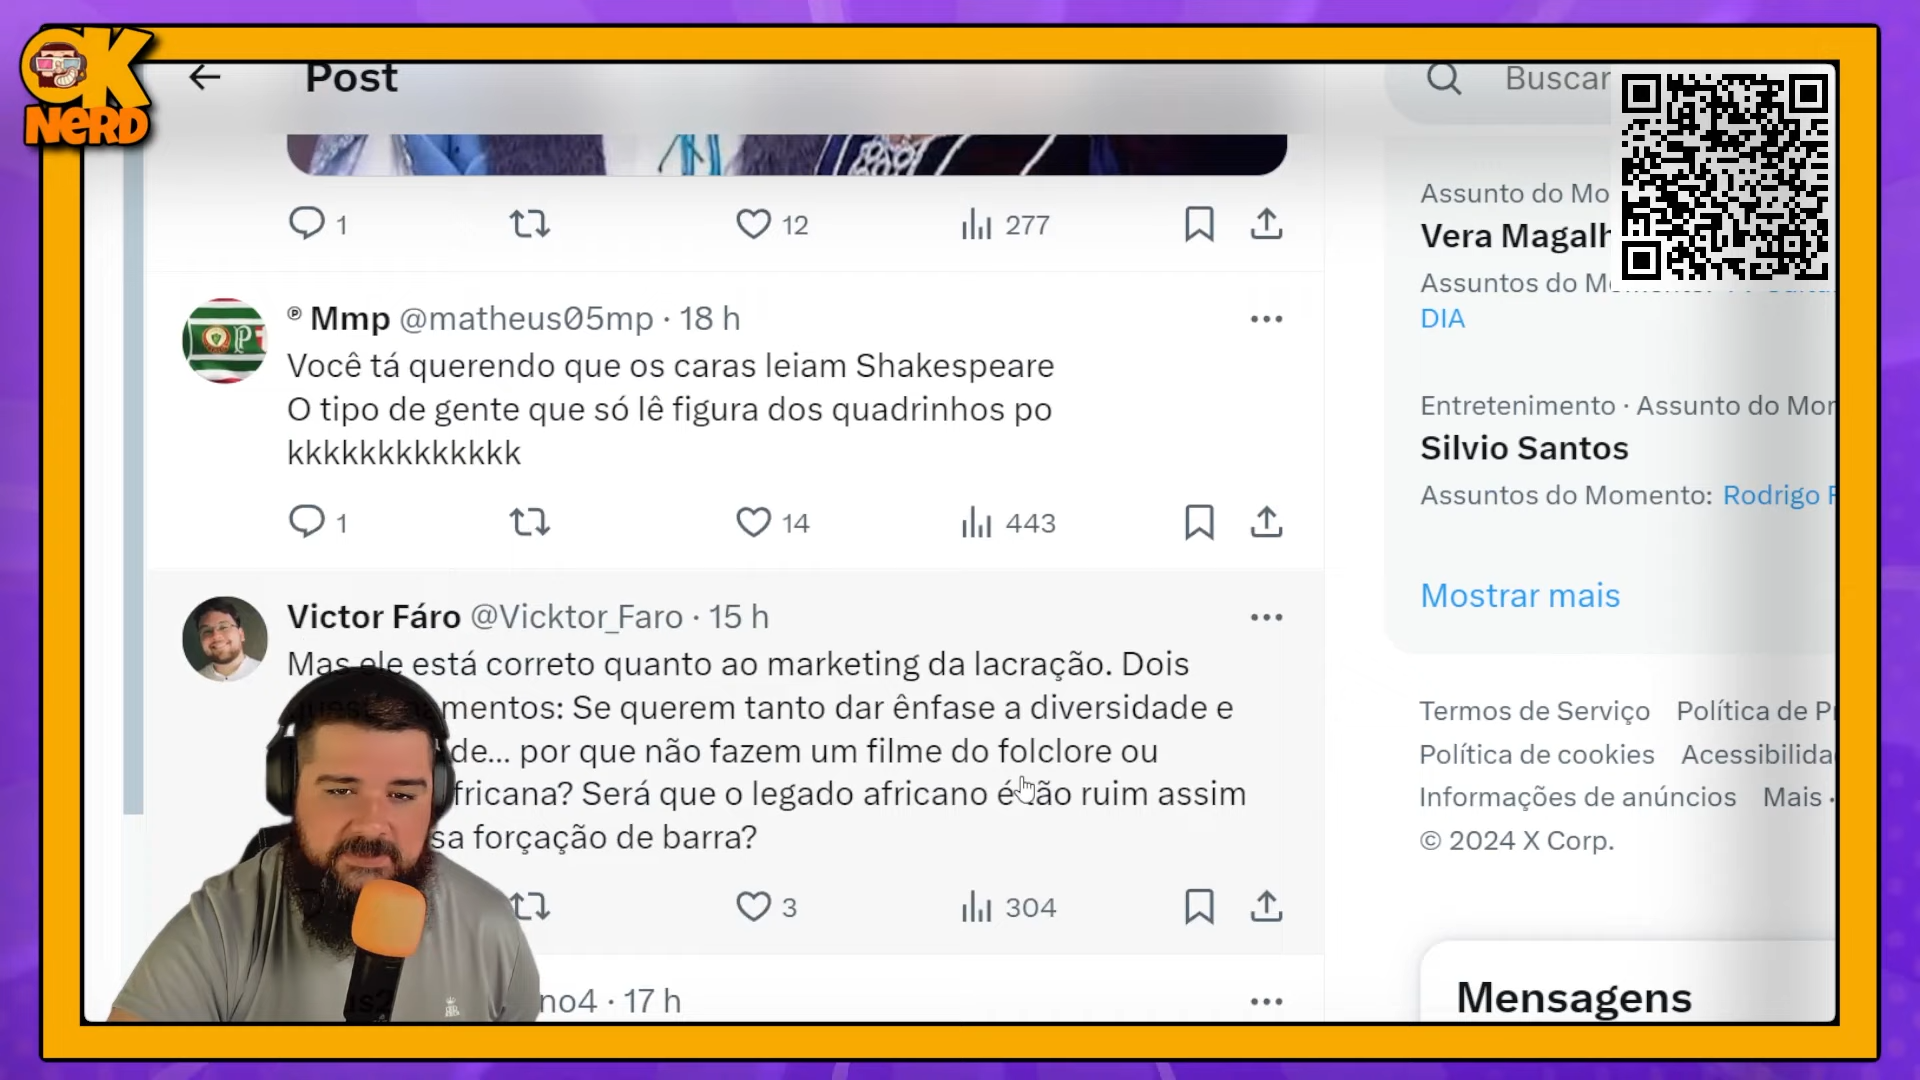 OK
NERD
Post
Buscar
1
12
277
Assunto do Mo
Vera Magalh
DIA
Mmp @matheus05mp · 18 h
Você tá querendo que os caras leiam Shakespeare
O tipo de gente que só lê figura dos quadrinhos po
kkkkkkkkkkkkk
1
14
443
Entretenimento · Assunto do Mor
Silvio Santos
Assuntos do Momento: Rodrigo F
Mostrar mais
Victor Fáro @Vicktor_Faro · 15 h
Mas ele está correto quanto ao marketing da lacração. Dois
mentos: Se querem tanto dar ênfase a diversidade e
de... por que não fazem um filme do folclore ou
fricana? Será que o legado africano é tão ruim assim
sa forçação de barra?
3
304
no4 · 17 h
Termos de Serviço Política de P
Política de cookies Acessibilida
Informações de anúncios Mais
© 2024 X Corp.
Mensagens